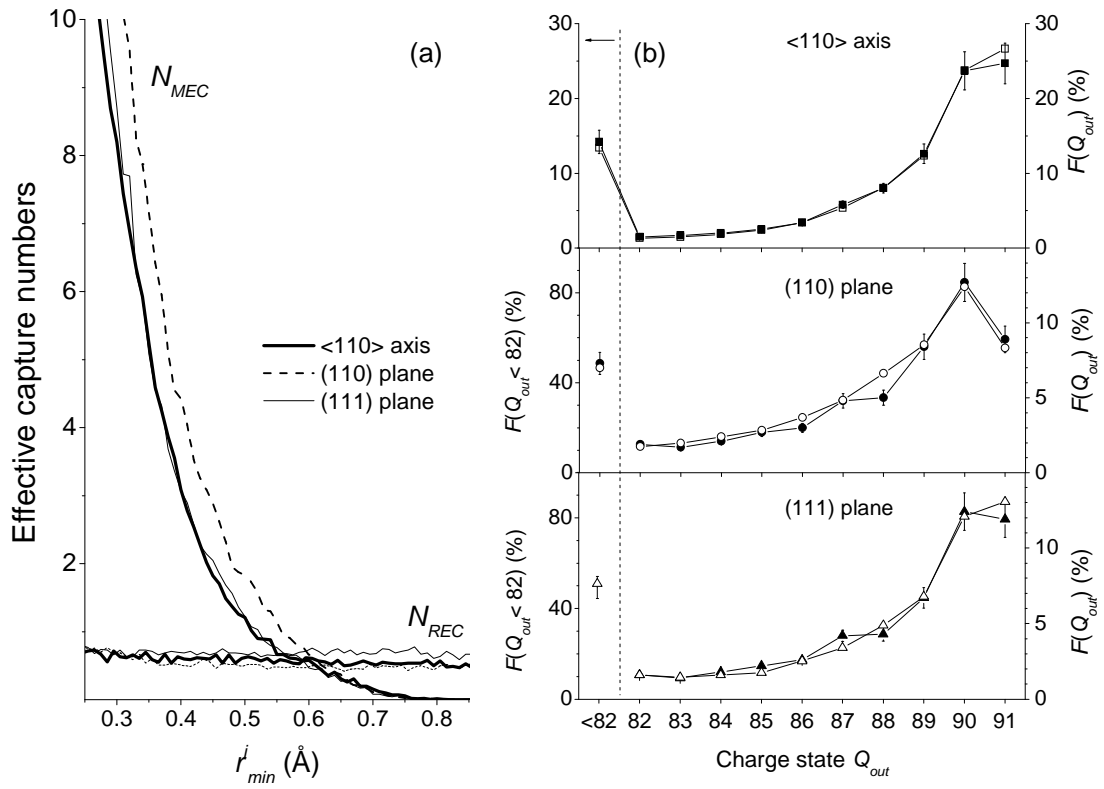 (a)
N_MEC
N_REC
<110> axis
(110) plane
(111) plane
Effective capture numbers
10
8
6
4
2
0.3 0.4 0.5 0.6 0.7 0.8
r^i_min (Å)
(b)
<110> axis
30
20
10
0
30
20
10
0
F(Q_out) (%)
(110) plane
F(Q_out < 82) (%)
80
40
0
10
5
0
F(Q_out) (%)
(111) plane
F(Q_out < 82) (%)
80
40
0
10
5
0
F(Q_out) (%)
<82 82 83 84 85 86 87 88 89 90 91
Charge state Q_out